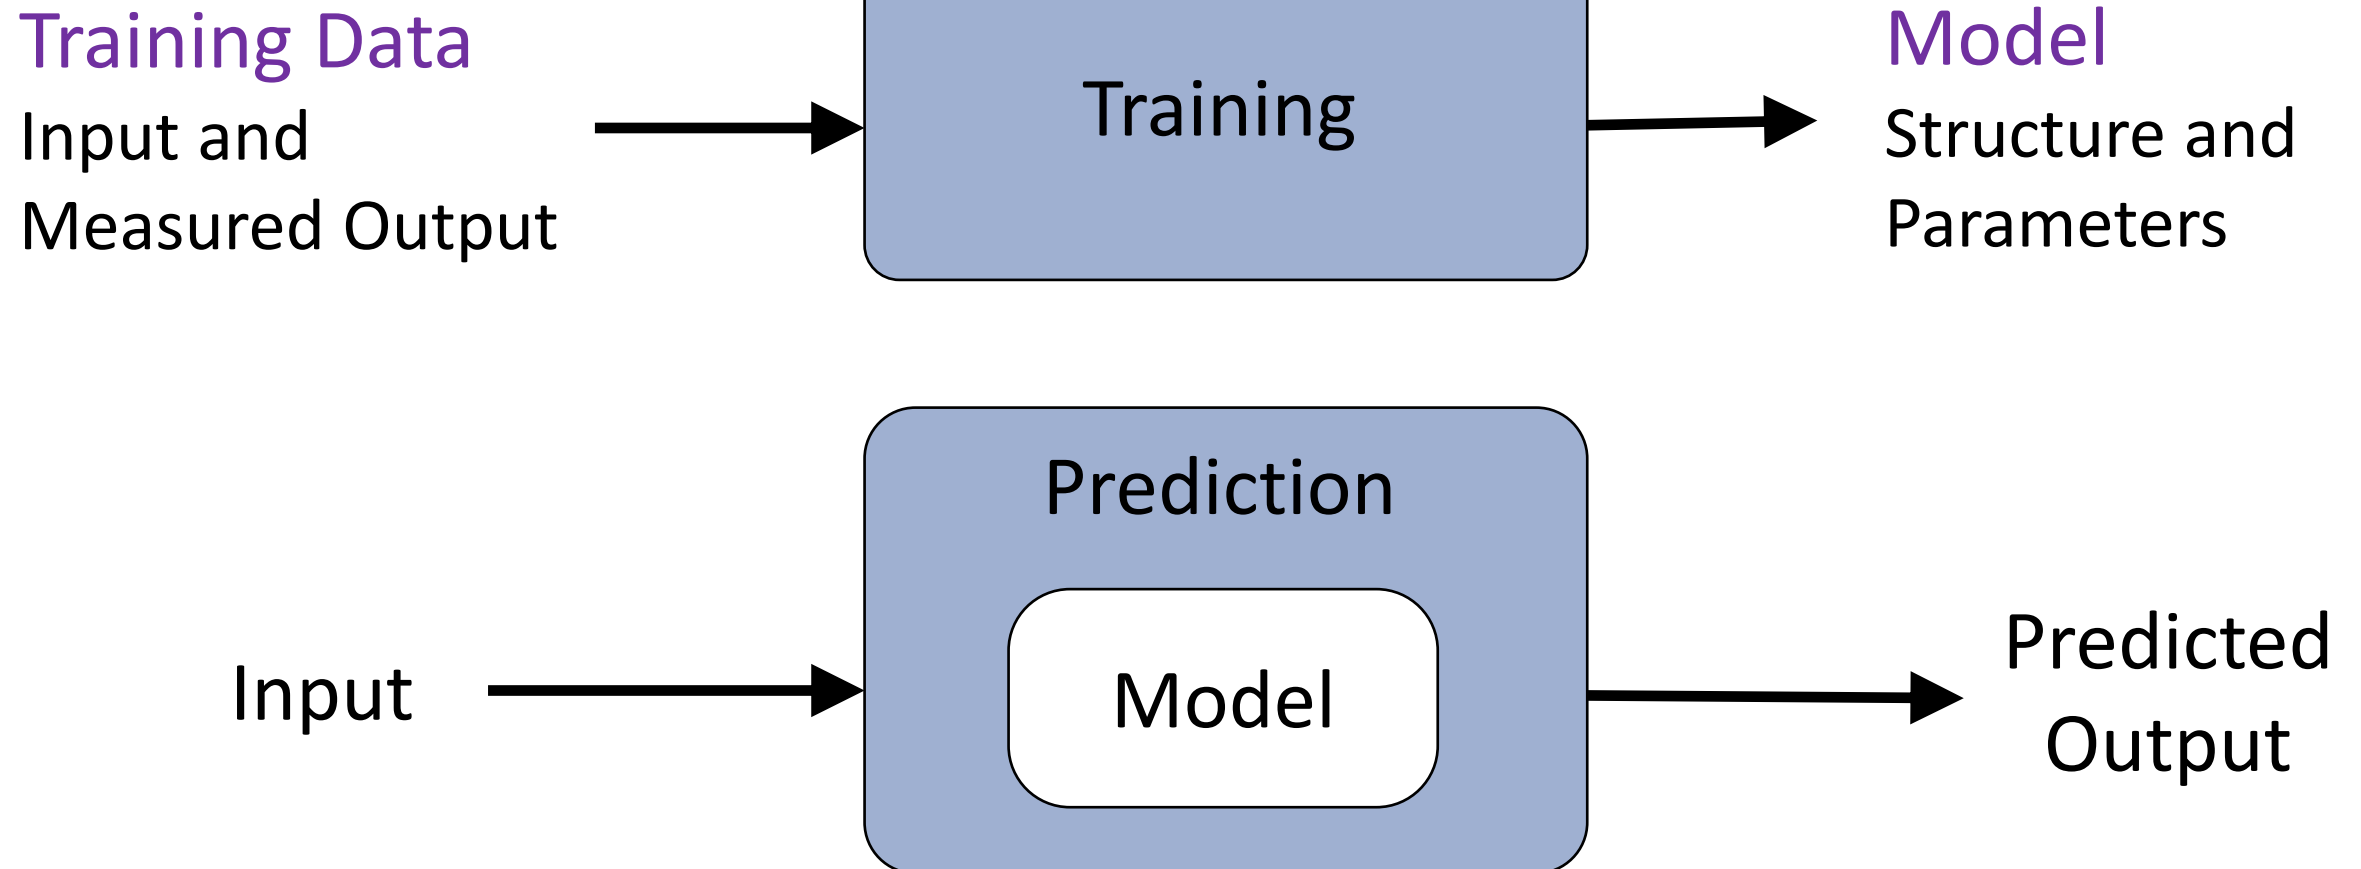 Training Data
Input and
Measured Output
Training
Model
Structure and
Parameters
Prediction
Input
Model
Predicted
Output